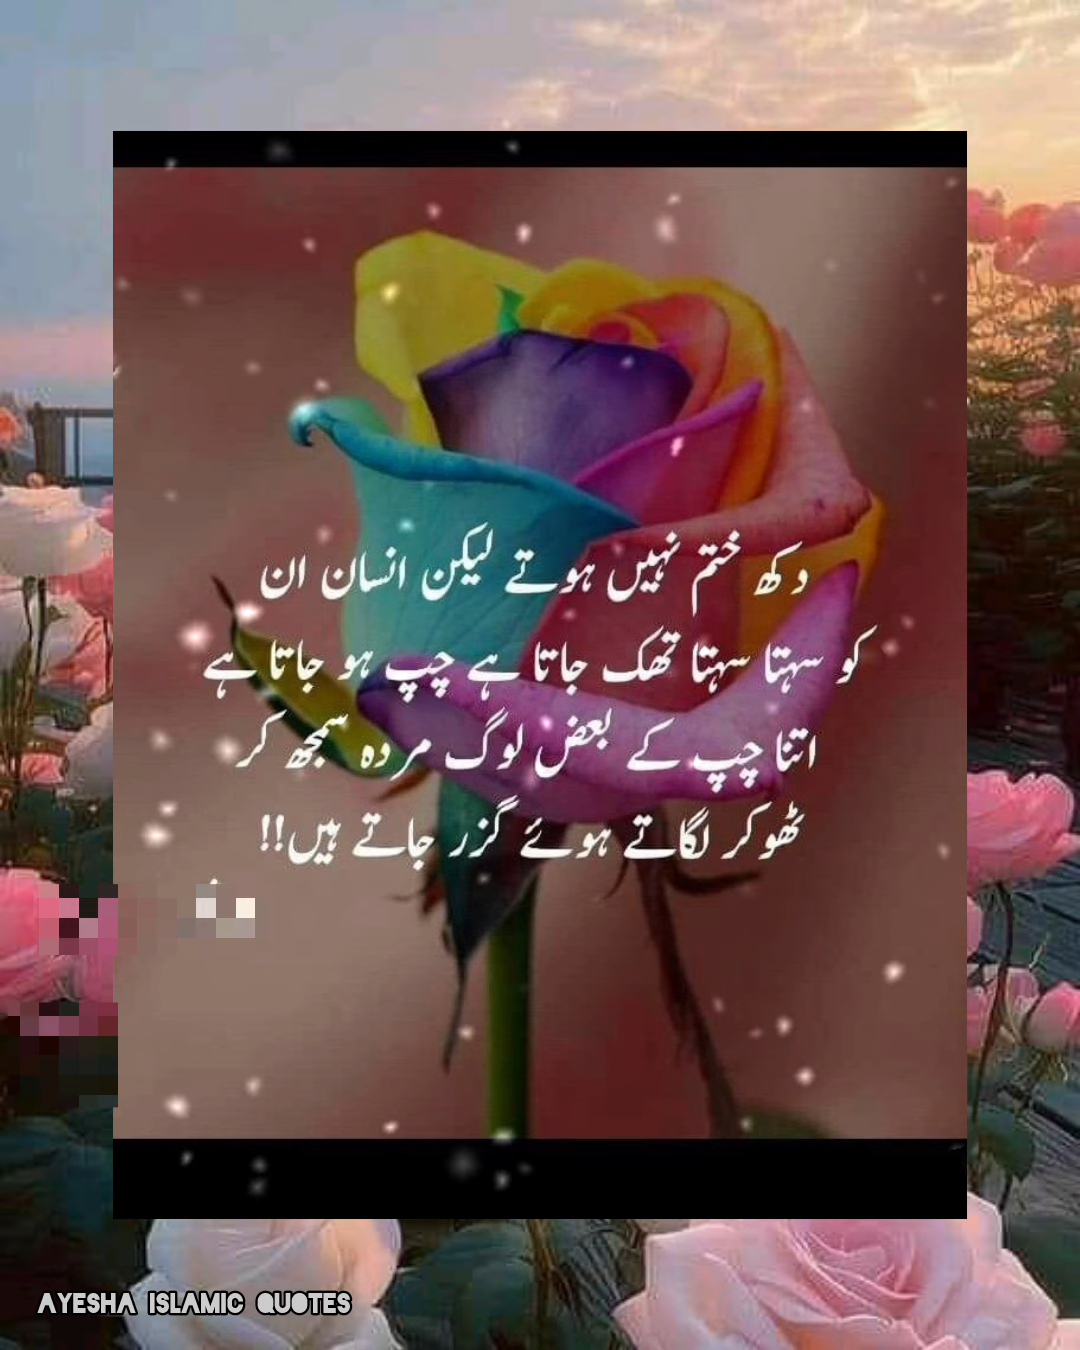 دکھ ختم نہیں ہوتے لیکن انسان ان
کو سہتا سہتا تھک جاتا ہے چپ ہو جاتا ہے
اتنا چپ کے بعض لوگ مردہ سمجھ کر
ٹھوکر لگاتے ہوئے گزر جاتے ہیں!!
AYESHA ISLAMIC QUOTES